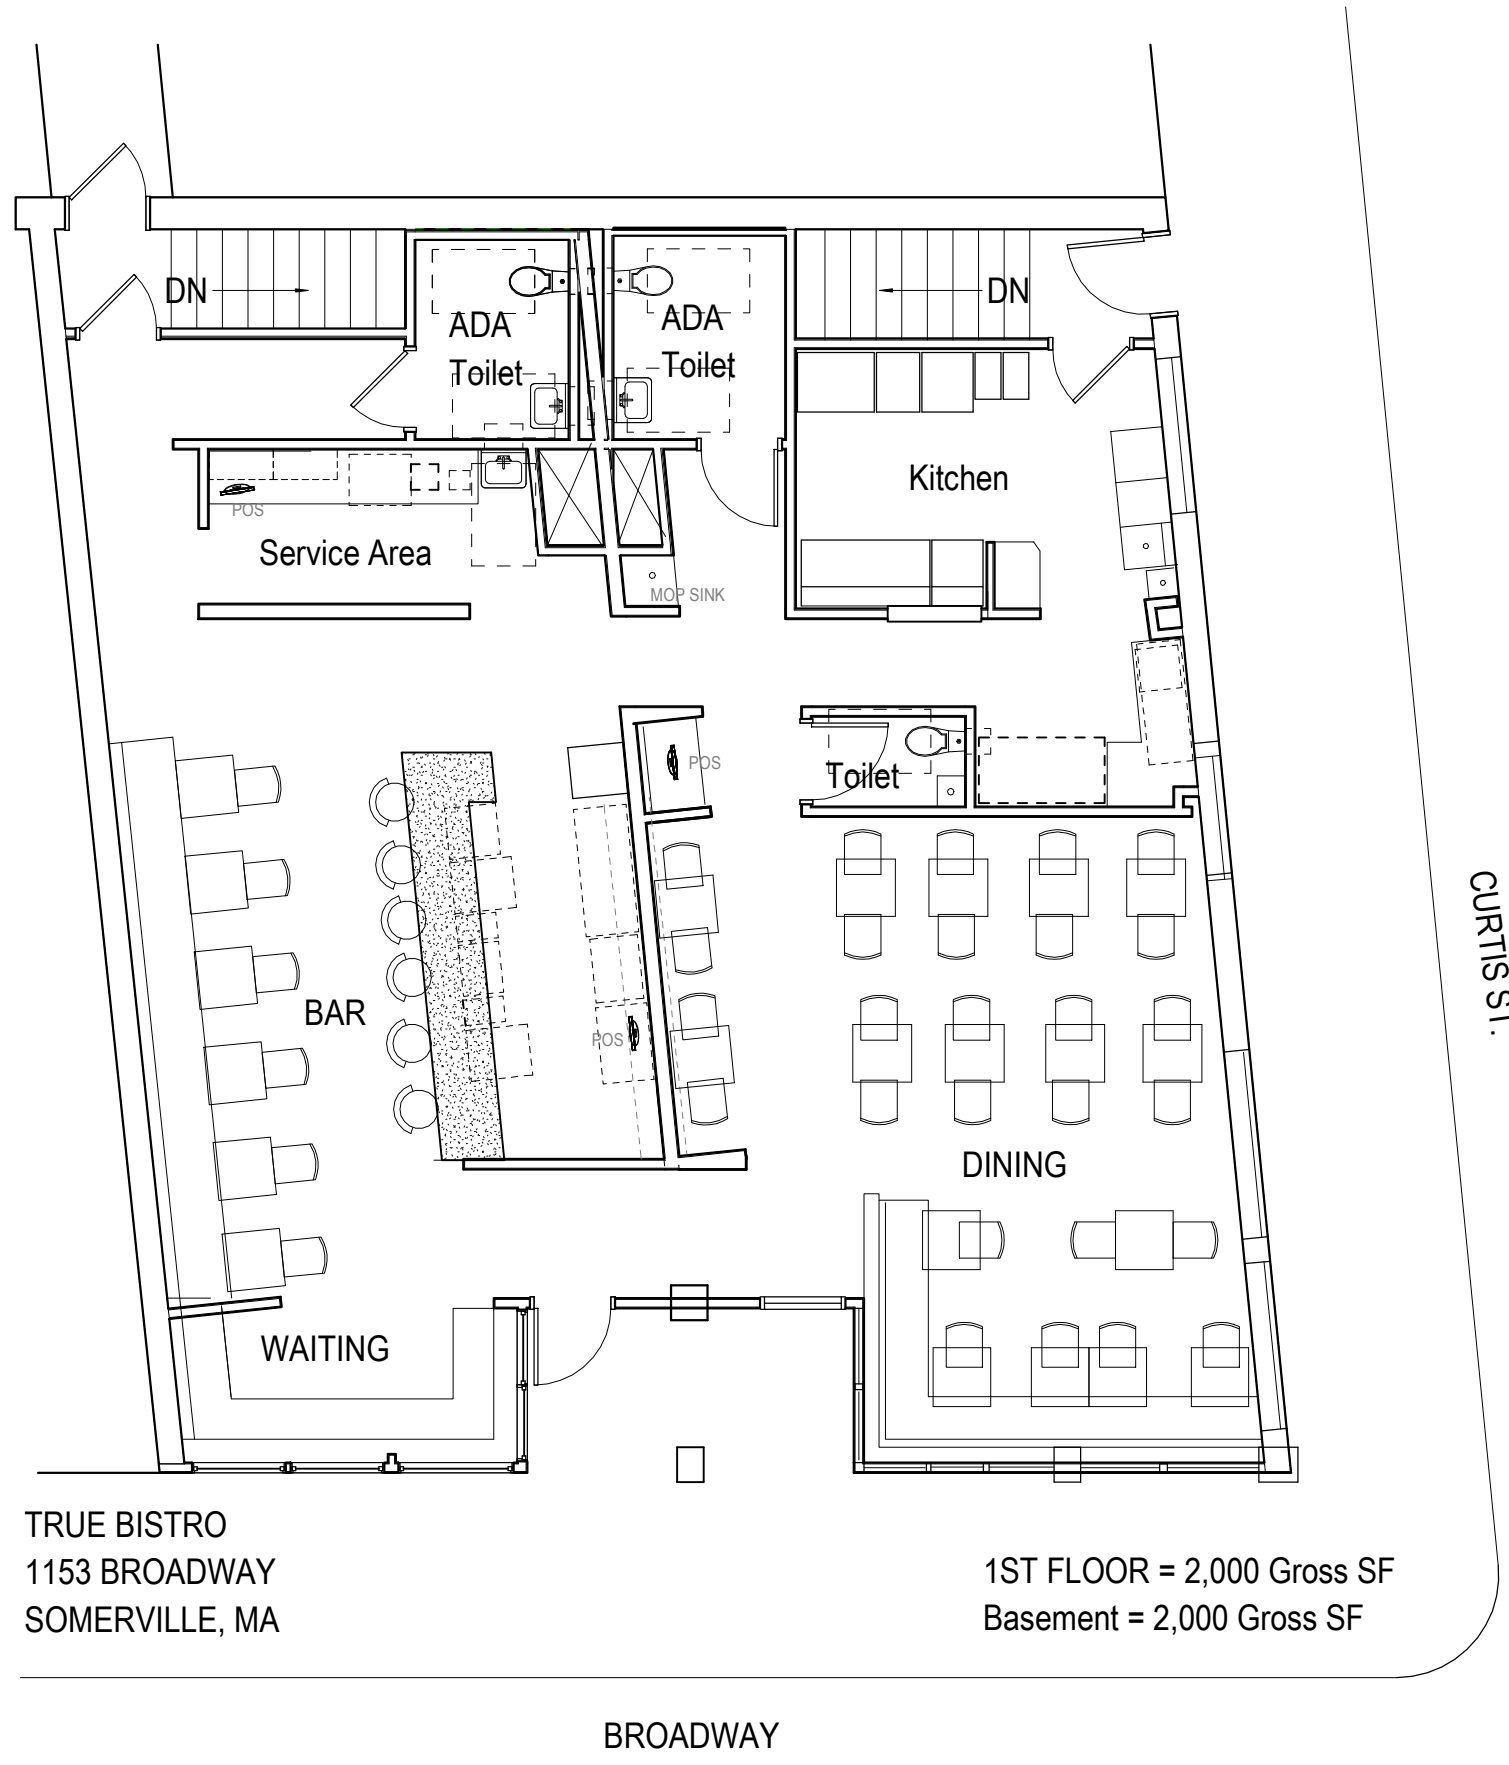 DN
DN
ADA
Toilet
ADA
Toilet
Kitchen
POS
Service Area
MOP SINK
POS
Toilet
CURTIS ST.
BAR
POS
DINING
WAITING
TRUE BISTRO
1153 BROADWAY
SOMERVILLE, MA
1ST FLOOR = 2,000 Gross SF
Basement = 2,000 Gross SF
BROADWAY